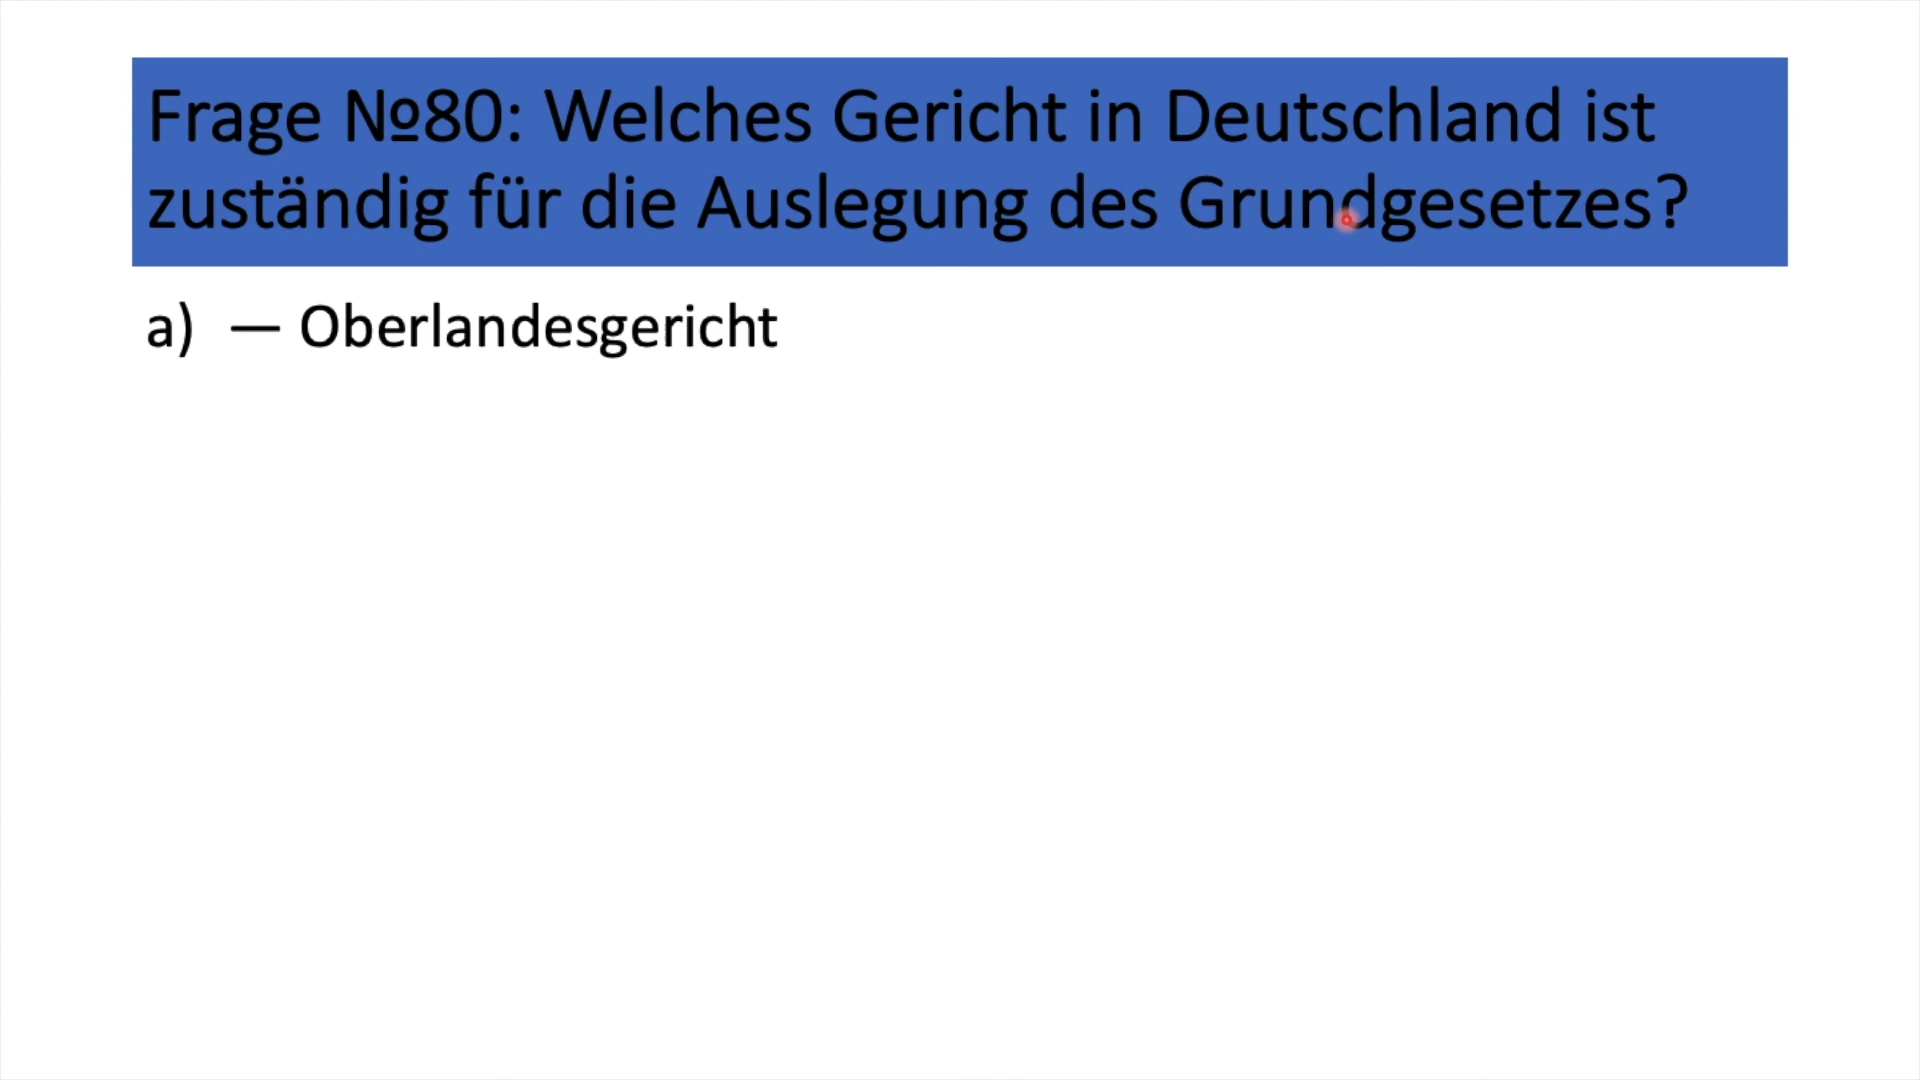 Frage №80: Welches Gericht in Deutschland ist
zuständig für die Auslegung des Grundgesetzes?
a) — Oberlandesgericht